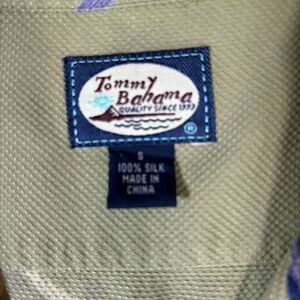 Tommy
Bahama
QUALITY SINCE 1993
®
S
100% SILK
MADE IN
CHINA